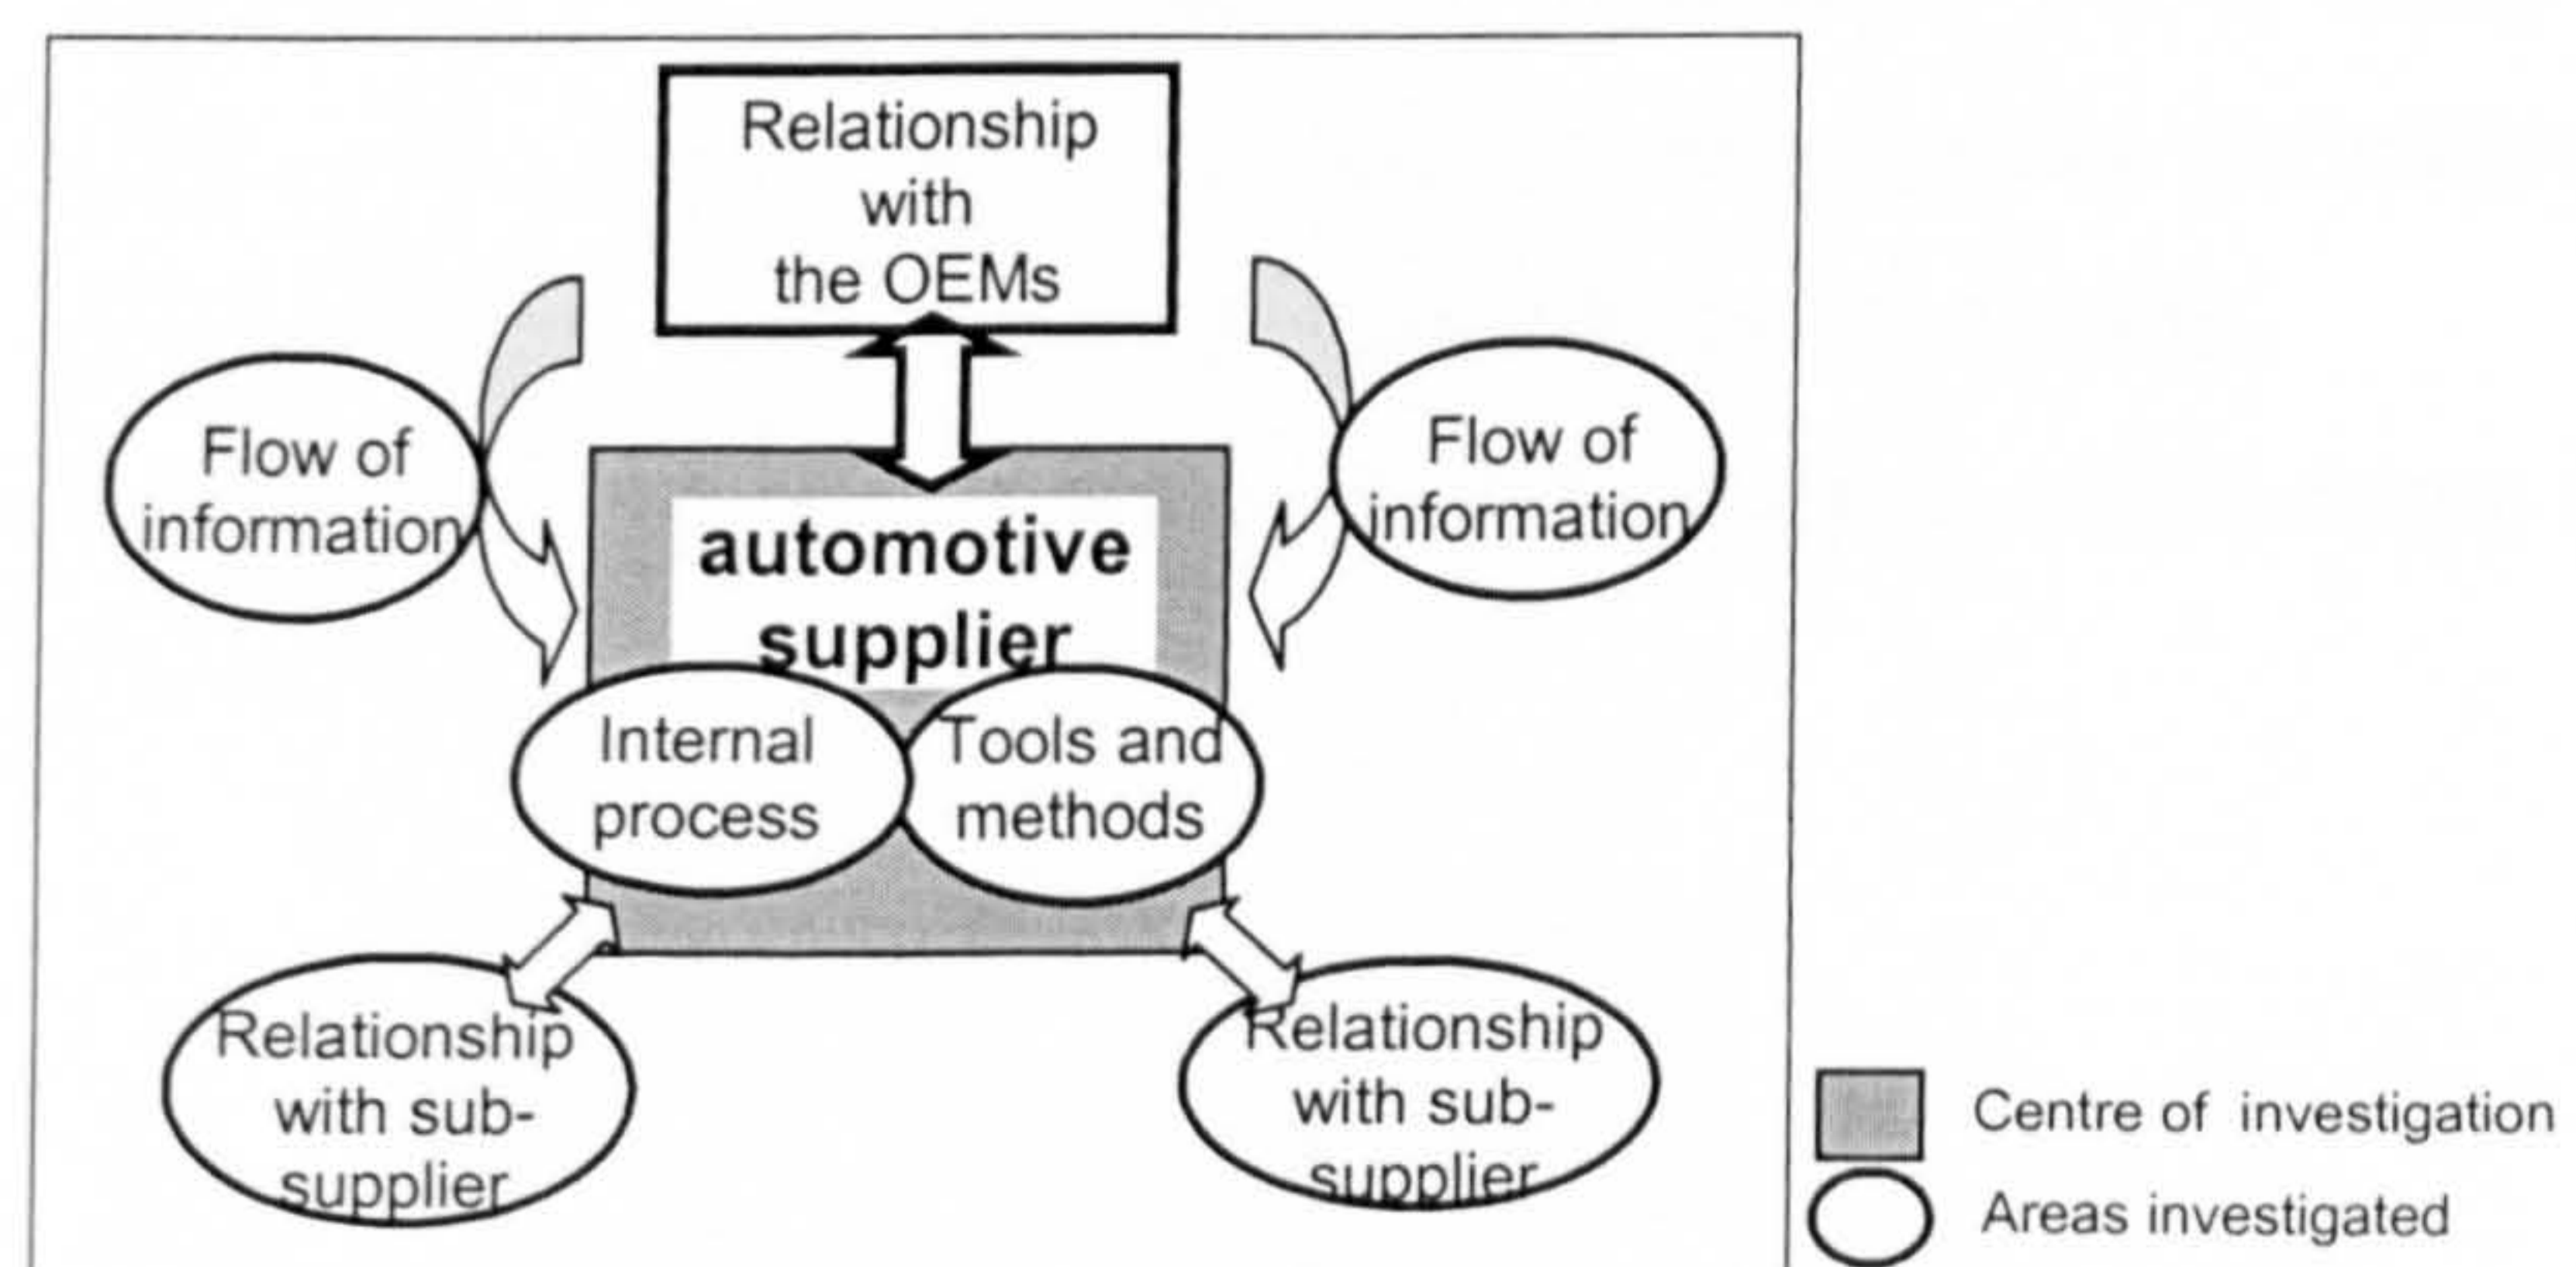 Relationship
with
the OEMs
Flow of
information
Flow of
information
automotive
supplier
Internal
process
Tools and
methods
Relationship
with sub-
supplier
Relationship
with sub-
supplier
Centre of investigation
Areas investigated